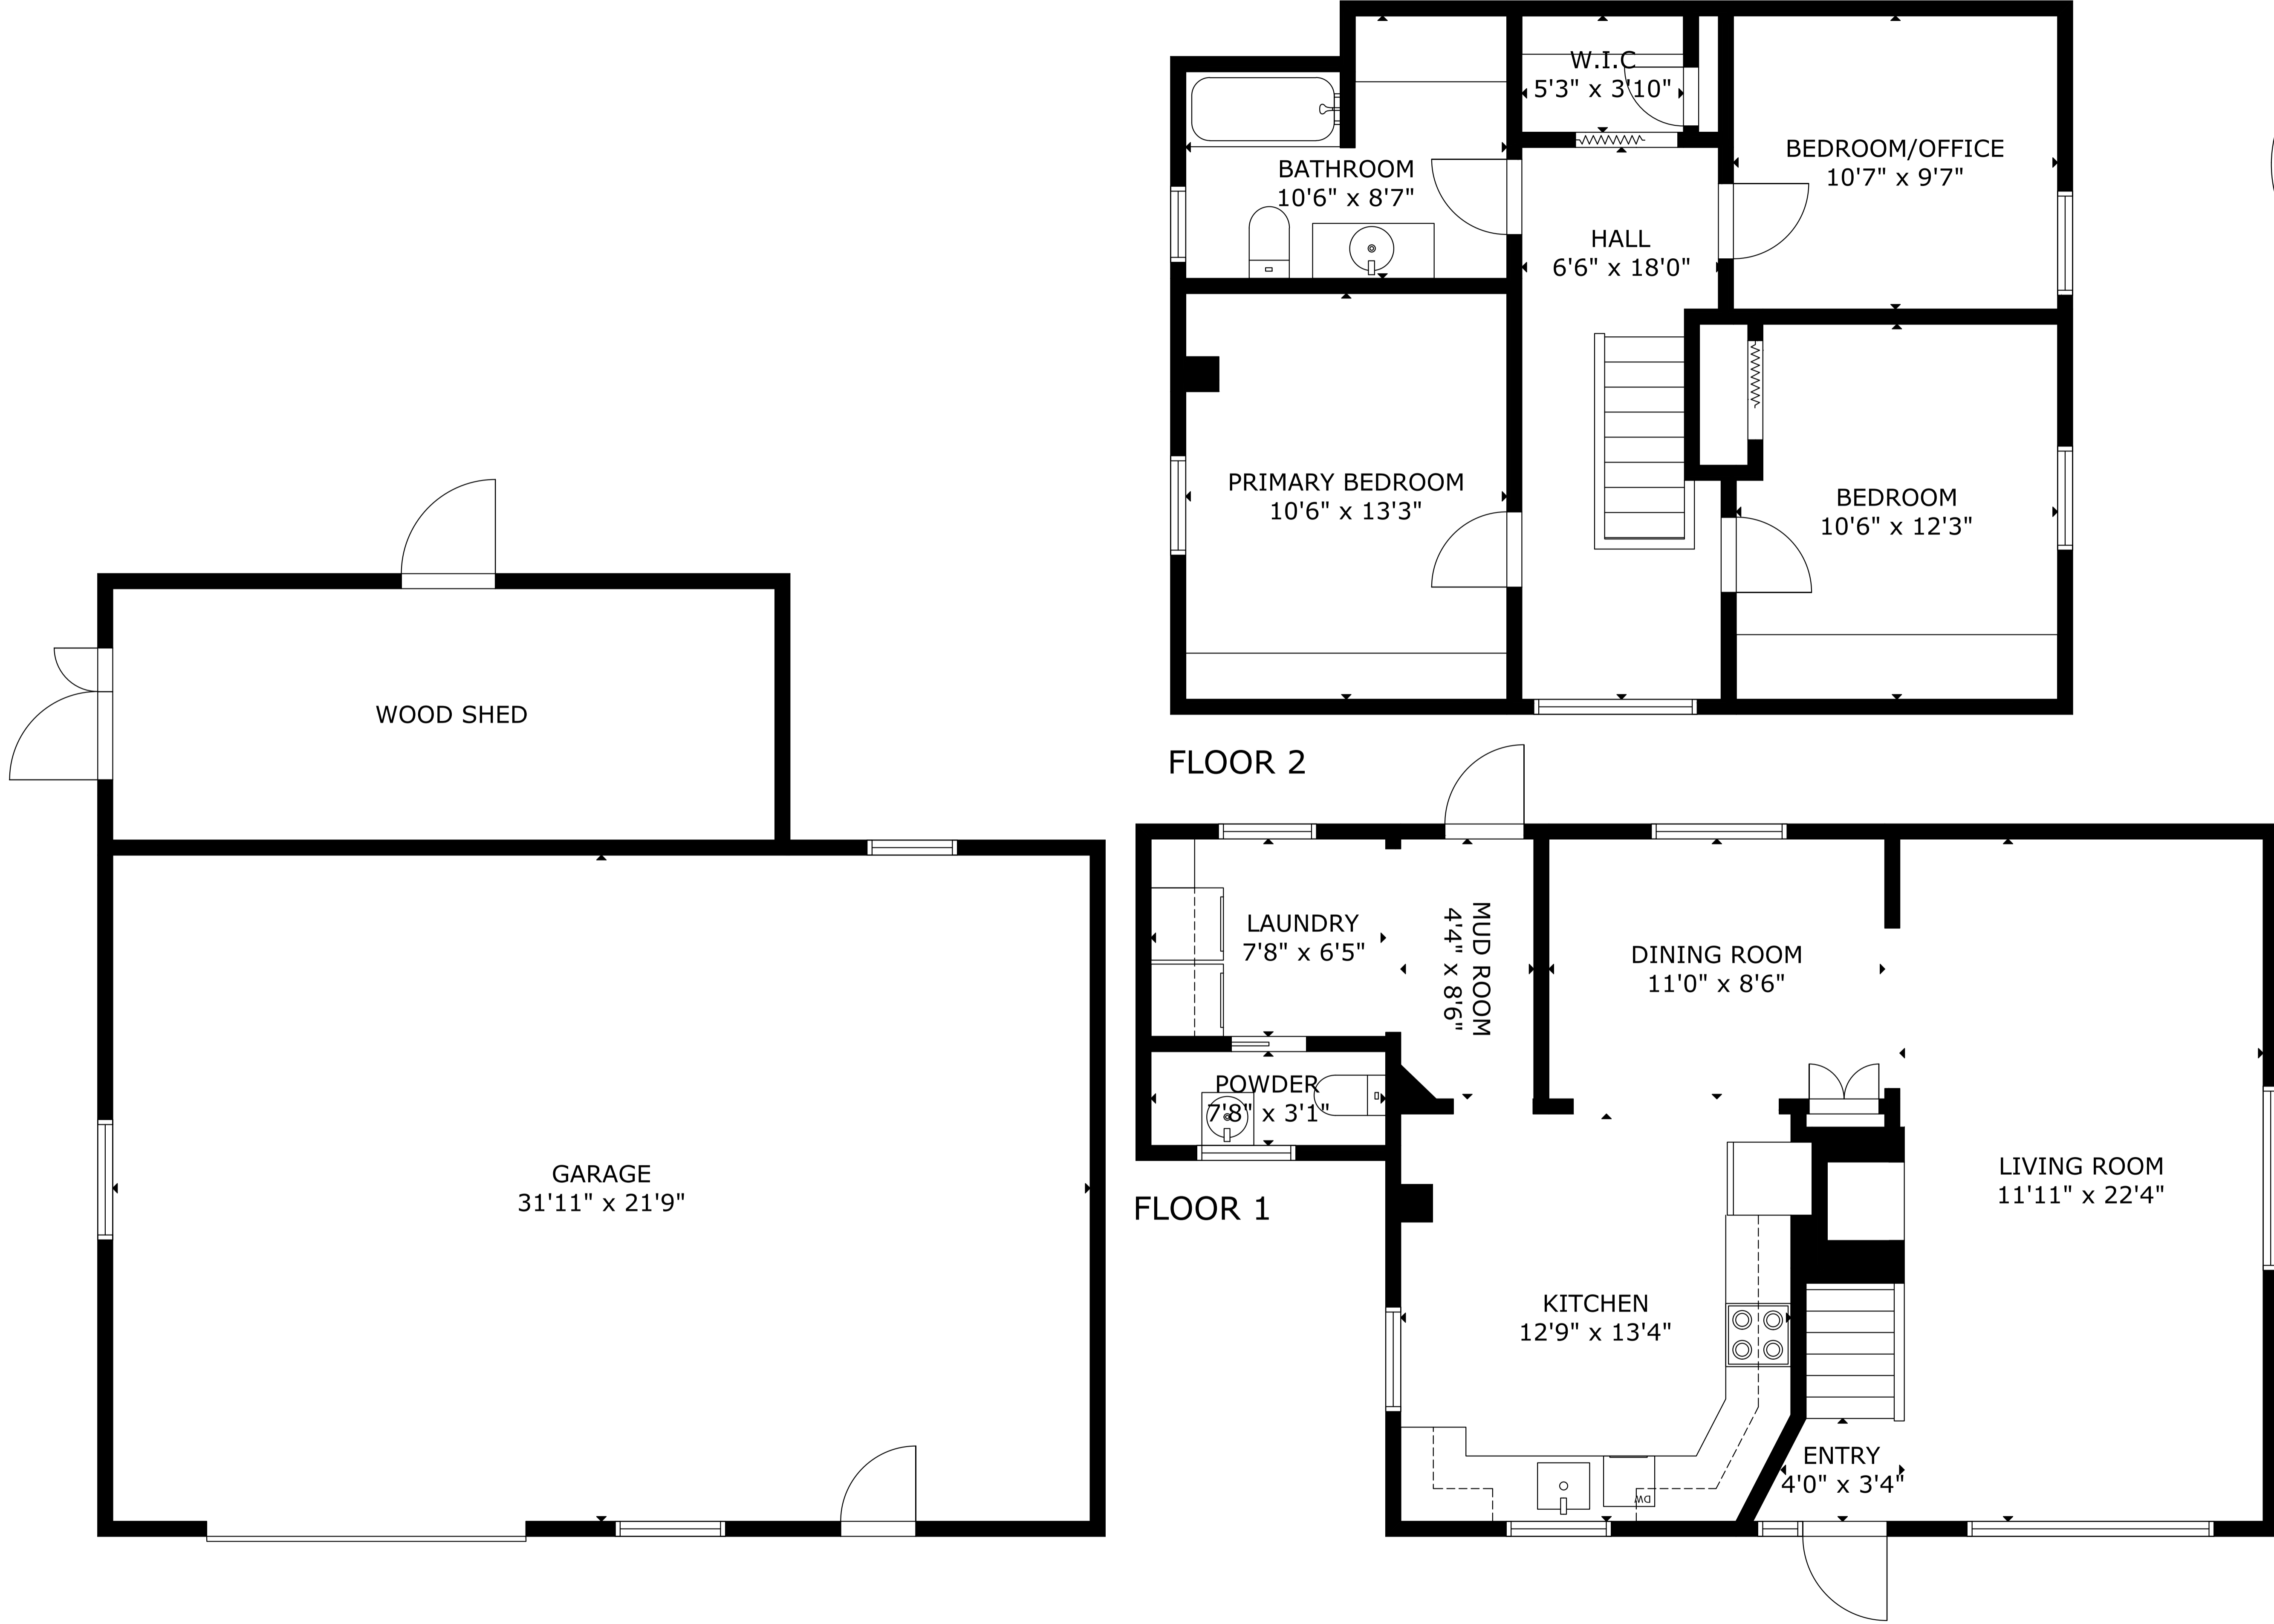 W.I.C
5'3" x 3'10"
BEDROOM/OFFICE
10'7" x 9'7"
BATHROOM
10'6" x 8'7"
HALL
6'6" x 18'0"
PRIMARY BEDROOM
10'6" x 13'3"
BEDROOM
10'6" x 12'3"
FLOOR 2
WOOD SHED
GARAGE
31'11" x 21'9"
LAUNDRY
7'8" x 6'5"
MUD ROOM
4'4" x 8'6"
DINING ROOM
11'0" x 8'6"
POWDER
7'8" x 3'1"
LIVING ROOM
11'11" x 22'4"
FLOOR 1
KITCHEN
12'9" x 13'4"
ENTRY
4'0" x 3'4"
DW